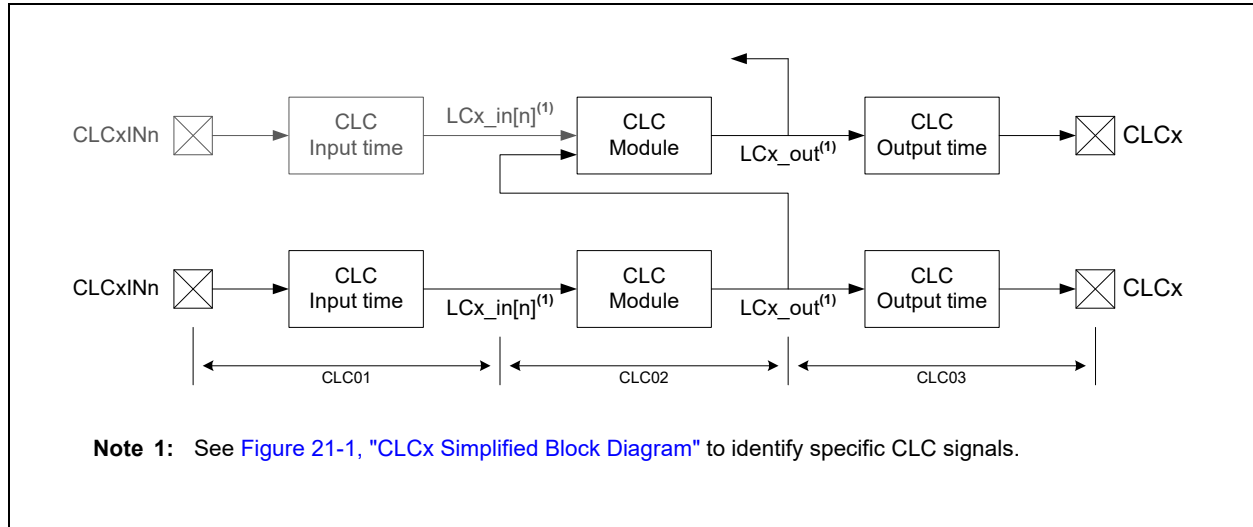 CLCxINn
CLC
Input time
LCx_in[n](1)
CLC
Module
LCx_out(1)
CLC
Output time
CLCx
CLCxINn
CLC
Input time
LCx_in[n](1)
CLC
Module
LCx_out(1)
CLC
Output time
CLCx
CLC01
CLC02
CLC03
Note 1: See Figure 21-1, "CLCx Simplified Block Diagram" to identify specific CLC signals.